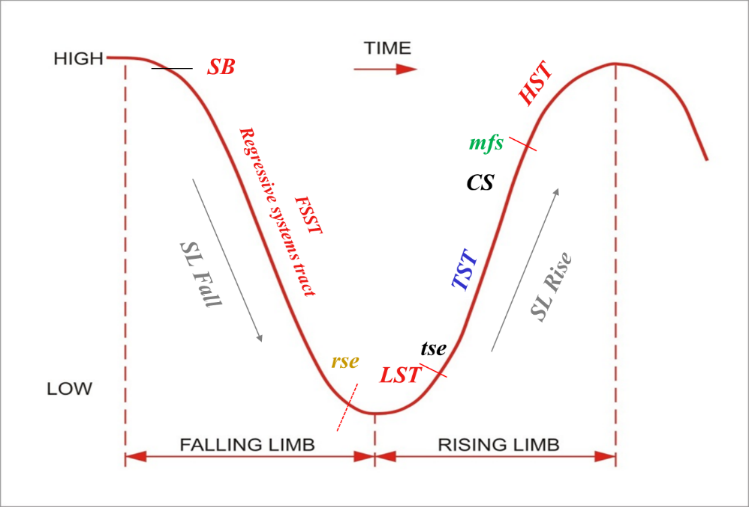 TIME
HIGH
SB
HST
mfs
Regressive systems tract
FSST
CS
SL Fall
TST
SL Rise
rse
tse
LST
LOW
FALLING LIMB
RISING LIMB